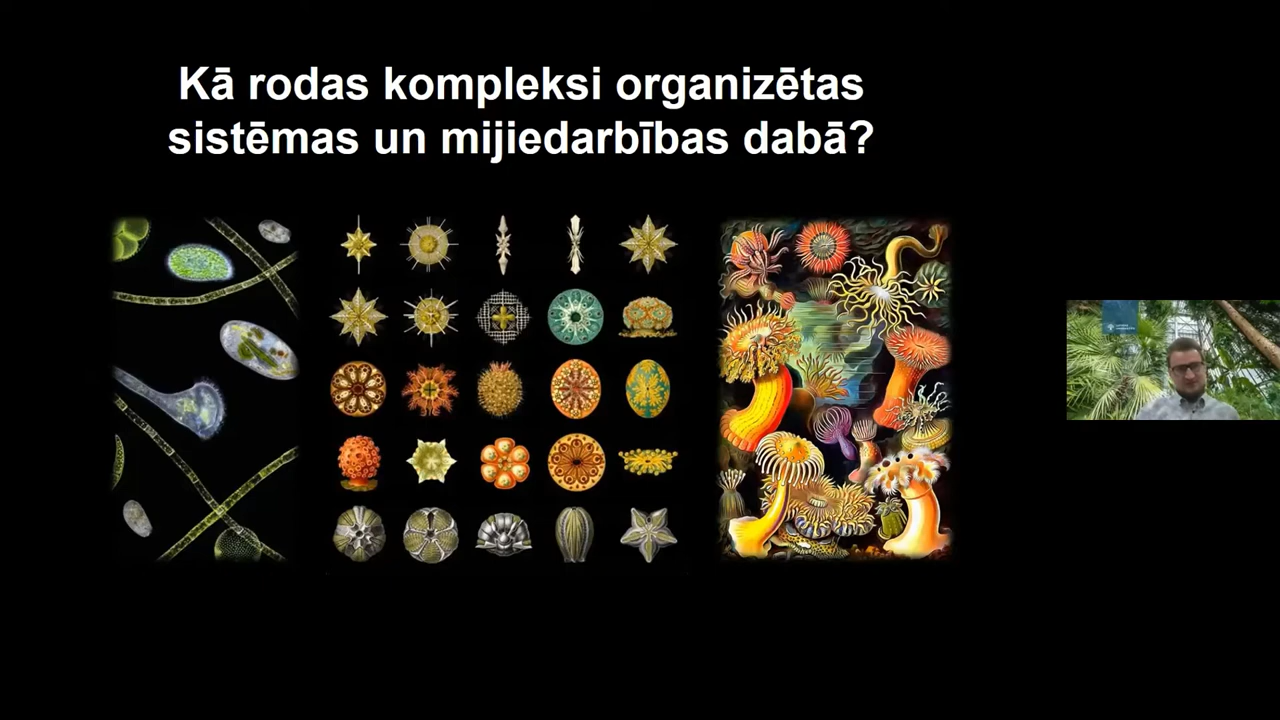 Kā rodas kompleksi organizētas
sistēmas un mijiedarbības dabā?